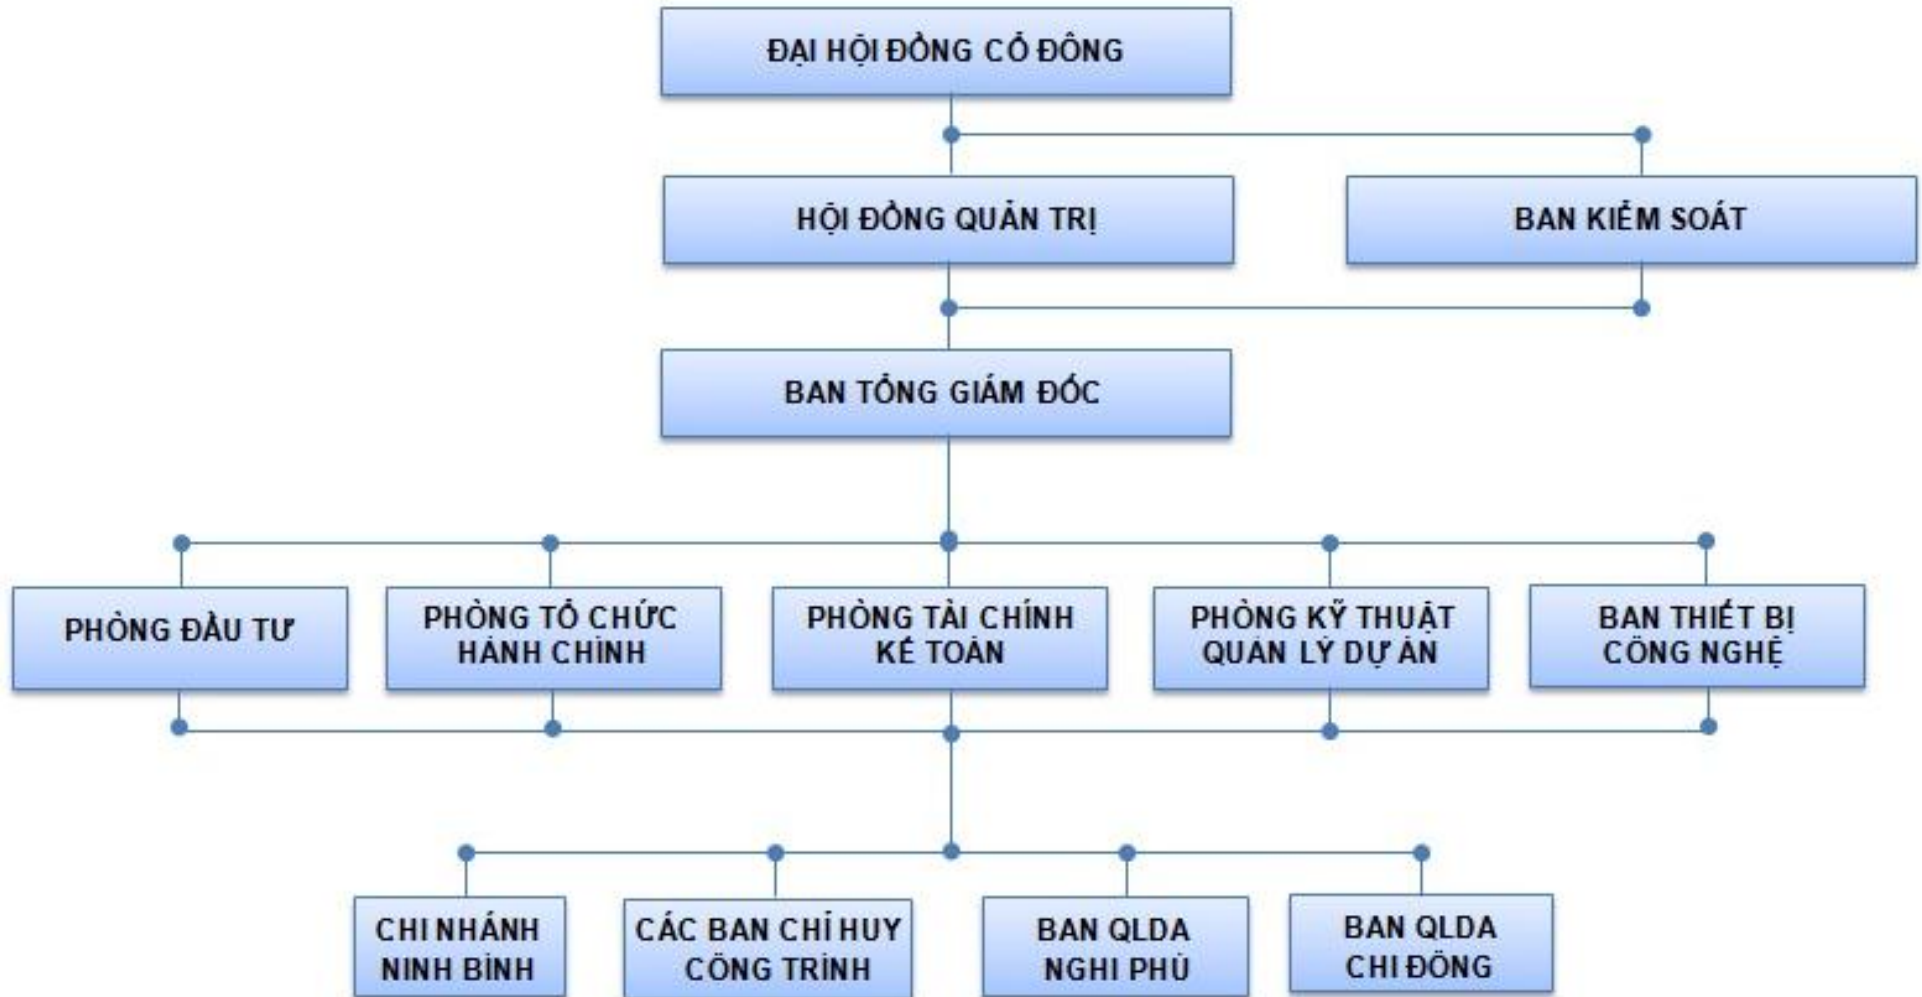 ĐẠI HỘI ĐỒNG CỔ ĐÔNG
HỘI ĐỒNG QUẢN TRỊ
BAN KIỂM SOÁT
BAN TỔNG GIÁM ĐỐC
PHÒNG ĐẦU TƯ
PHÒNG TỔ CHỨC
HÀNH CHÍNH
PHÒNG TÀI CHÍNH
KẾ TOÁN
PHÒNG KỸ THUẬT
QUẢN LÝ DỰ ÁN
BAN THIẾT BỊ
CÔNG NGHỆ
CHI NHÁNH
NINH BÌNH
CÁC BAN CHỈ HUY
CÔNG TRÌNH
BAN QLDA
NGHI PHÚ
BAN QLDA
CHI ĐÔNG